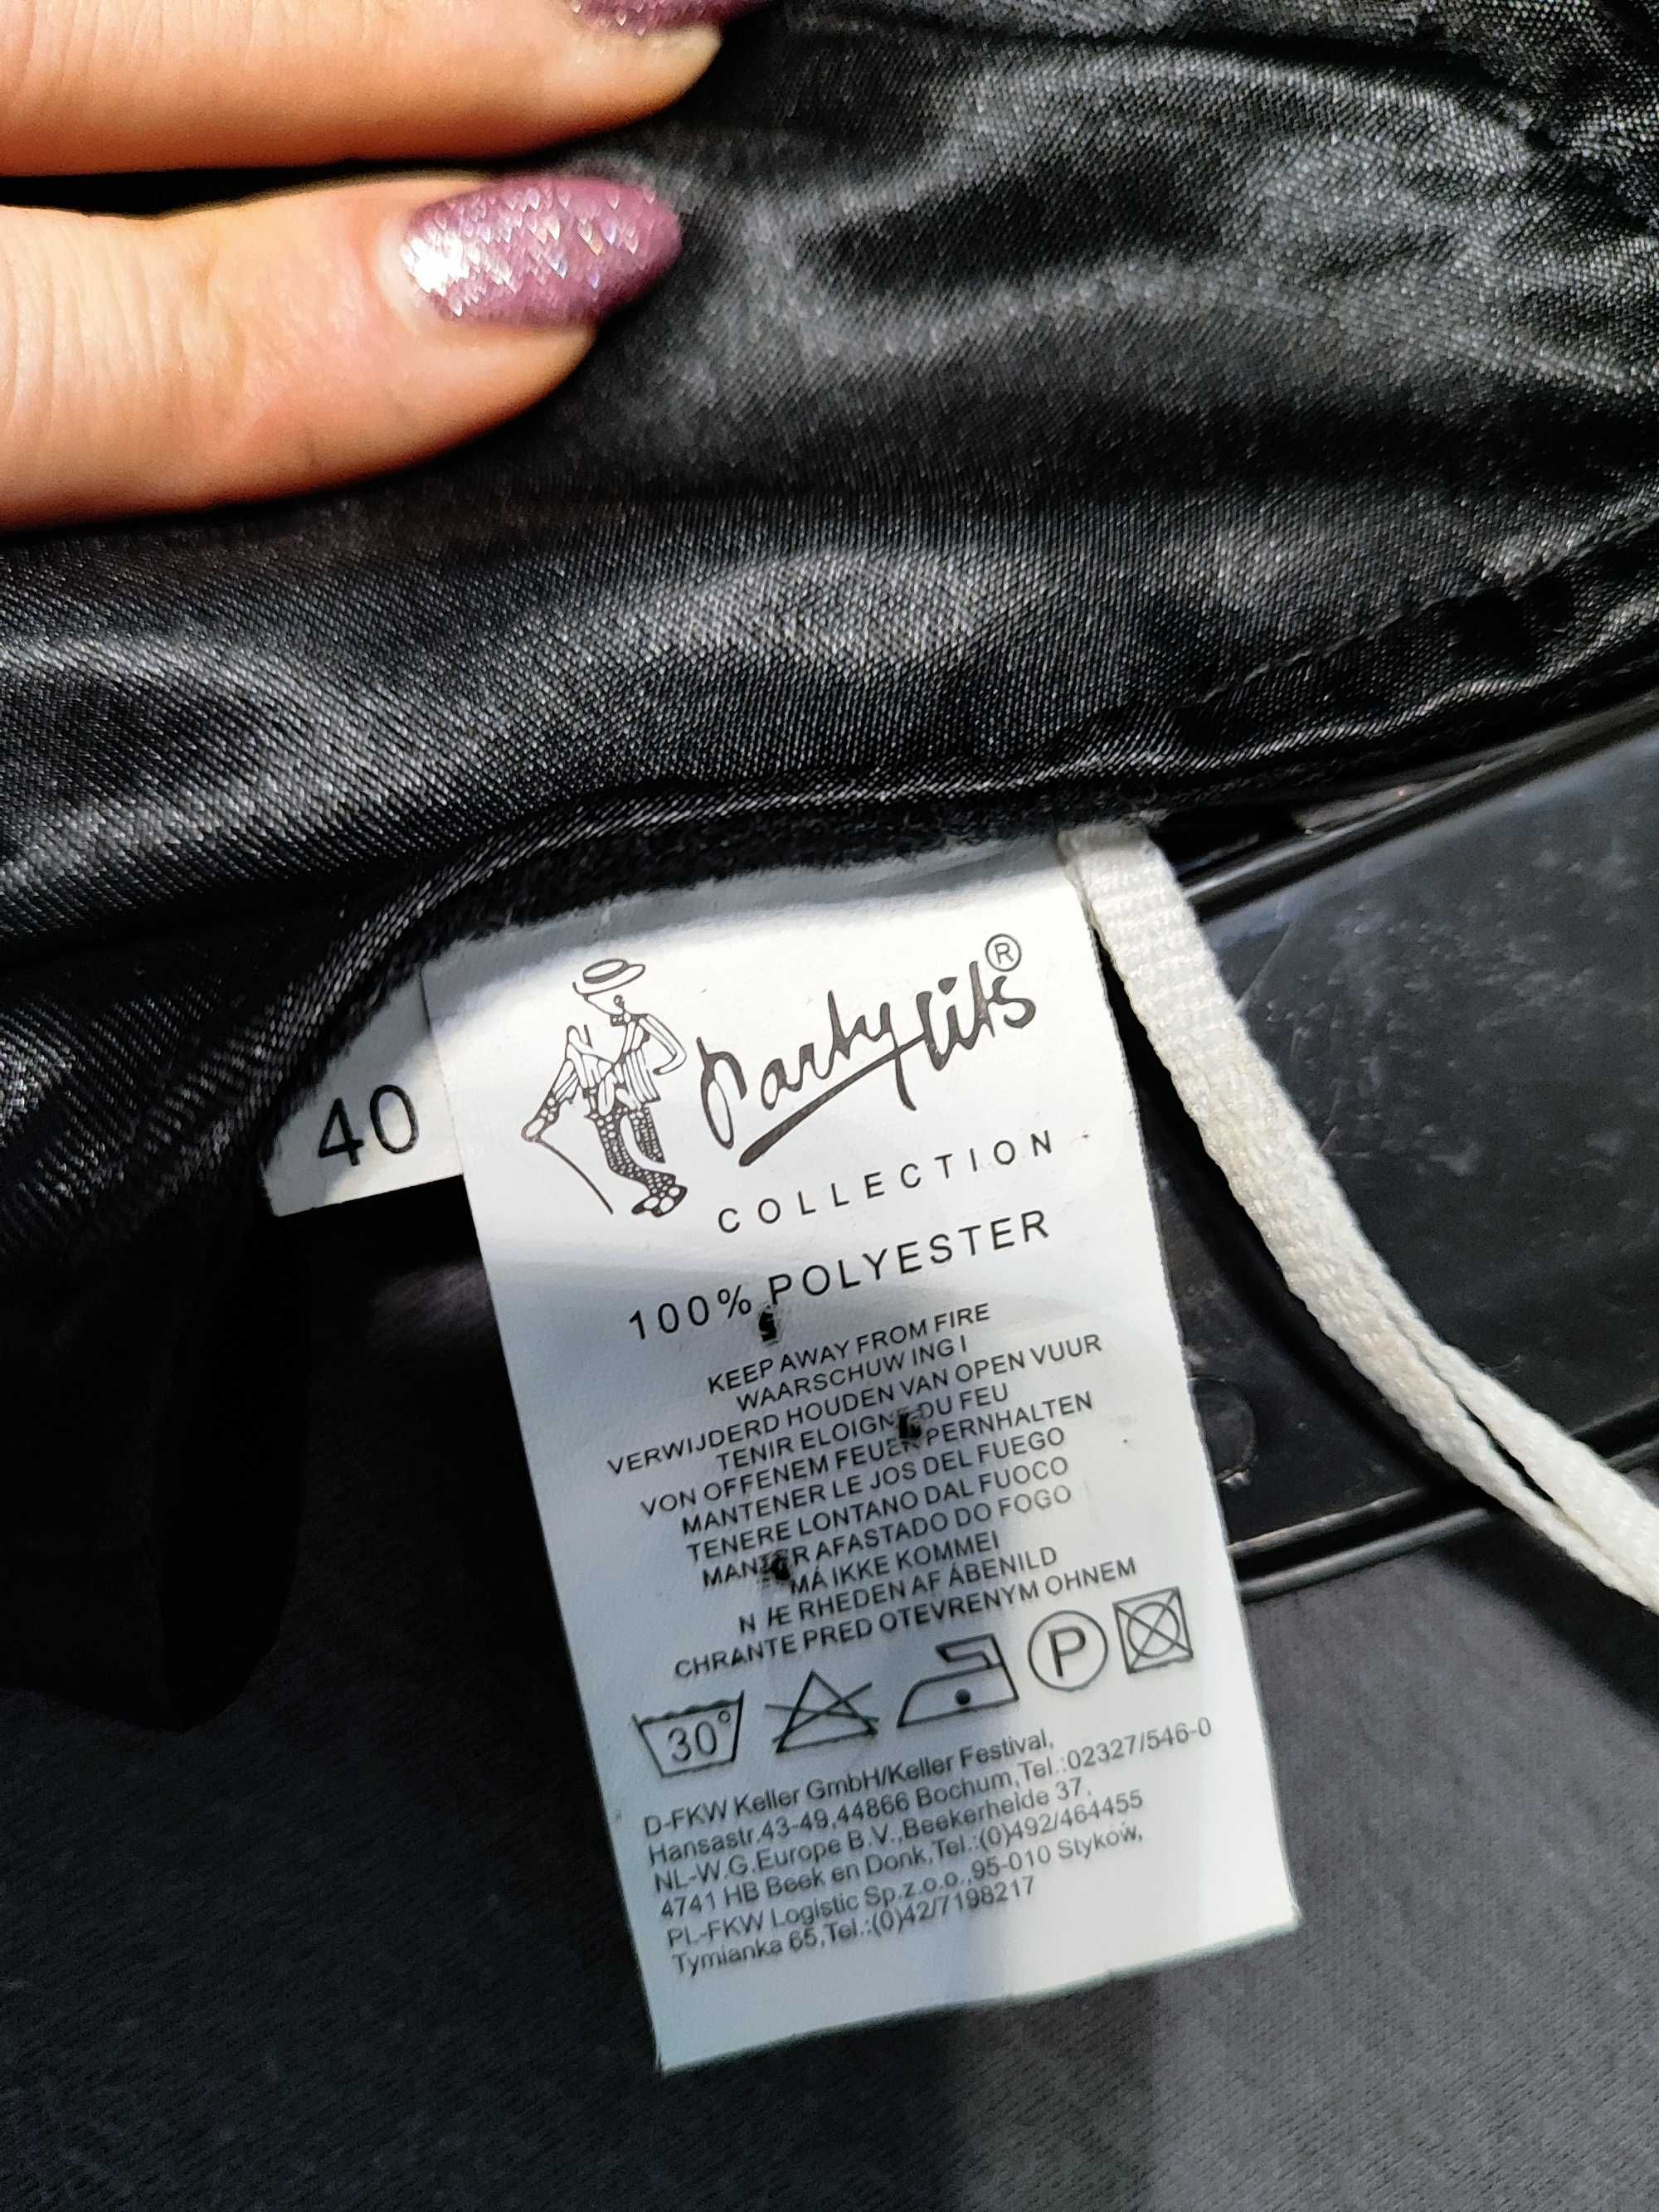 40
Partylits®
COLLECTION
100% POLYESTER
KEEP AWAY FROM FIRE
WAARSCHUW ING I
VERWIJDERD HOUDEN VAN OPEN VUUR
TENIR ELOIGNE DU FEU
VON OFFENEM FEUER PERNHALTEN
MANTENER LE JOS DEL FUEGO
TENERE LONTANO DAL FUOCO
MANTER AFASTADO DO FOGO
MÁ IKKE KOMMEI
N Æ RHEDEN AF ÁBENILD
CHRANTE PRED OTEVRENYM OHNEM
30° P
D-FKW Keller GmbH/Keller Festival,
Hansastr.43-49,44866 Bochum,Tel.:02327/546-0
NL-W.G.Europe B.V.,Beekerheide 37,
4741 HB Beek en Donk,Tel.:(0)492/464455
PL-FKW Logistic Sp.z.o.o.,95-010 Styków,
Tymianka 65,Tel.:(0)42/7198217